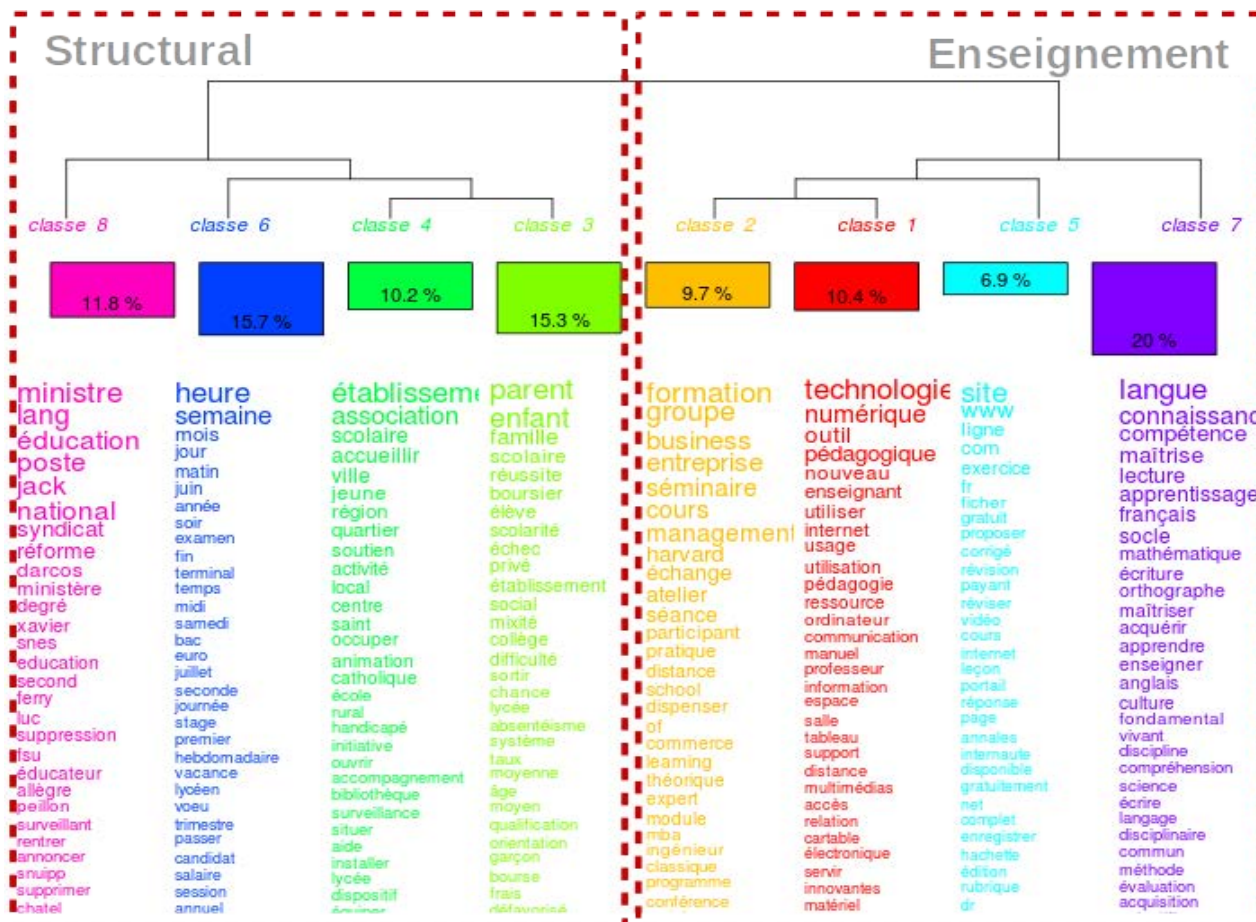 Structural
Enseignement
classe 8
classe 6
classe 4
classe 3
classe 2
classe 1
classe 5
classe 7
11.8 %
15.7 %
10.2 %
15.3 %
9.7 %
10.4 %
6.9 %
20 %
ministre
lang
éducation
poste
jack
national
syndicat
réforme
darcos
ministère
degré
xavier
snes
education
second
ferry
luc
suppression
fsu
éducateur
allègre
peillon
surveillant
rentrer
annoncer
snuipp
supprimer
chatel
heure
semaine
mois
jour
matin
juin
année
soir
examen
fin
terminal
temps
midi
samedi
bac
euro
juillet
seconde
journée
stage
premier
hebdomadaire
vacance
lycéen
voeu
trimestre
passer
candidat
salaire
session
annuel
établisseme
association
scolaire
accueillir
ville
jeune
région
quartier
soutien
activité
local
centre
saint
occuper
animation
catholique
école
rural
handicapé
initiative
ouvrir
accompagnement
bibliothèque
surveillance
situer
aide
installer
lycée
dispositif
équiper
parent
enfant
famille
scolaire
réussite
boursier
élève
scolarité
échec
privé
établissement
social
mixité
collège
difficulté
sortir
chance
lycée
absentéisme
système
taux
moyenne
âge
moyen
qualification
orientation
garçon
bourse
frais
défavorisé
formation
groupe
business
entreprise
séminaire
cours
management
harvard
échange
atelier
séance
participant
pratique
distance
school
dispenser
of
commerce
learning
théorique
expert
module
mba
ingénieur
classique
programme
conférence
technologie
numérique
outil
pédagogique
nouveau
enseignant
utiliser
internet
usage
utilisation
pédagogie
ressource
ordinateur
communication
manuel
professeur
information
espace
salle
tableau
support
distance
multimédias
accès
relation
cartable
électronique
servir
innovantes
matériel
site
www
ligne
com
exercice
fr
ficher
gratuit
proposer
corrigé
révision
payant
réviser
vidéo
cours
internet
leçon
portail
réponse
page
annales
internaute
disponible
gratuitement
net
complet
enregistrer
hachette
édition
rubrique
dr
langue
connaissanc
compétence
maîtrise
lecture
apprentissage
français
socle
mathématique
écriture
orthographe
maîtriser
acquérir
apprendre
enseigner
anglais
culture
fondamental
vivant
discipline
compréhension
science
écrire
langage
disciplinaire
commun
méthode
évaluation
acquisition